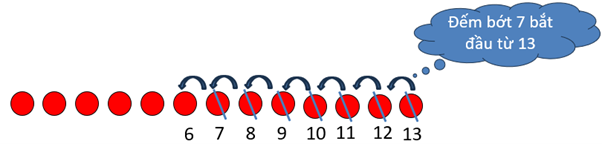 Đếm bớt 7 bắt
đầu từ 13
6 7 8 9 10 11 12 13